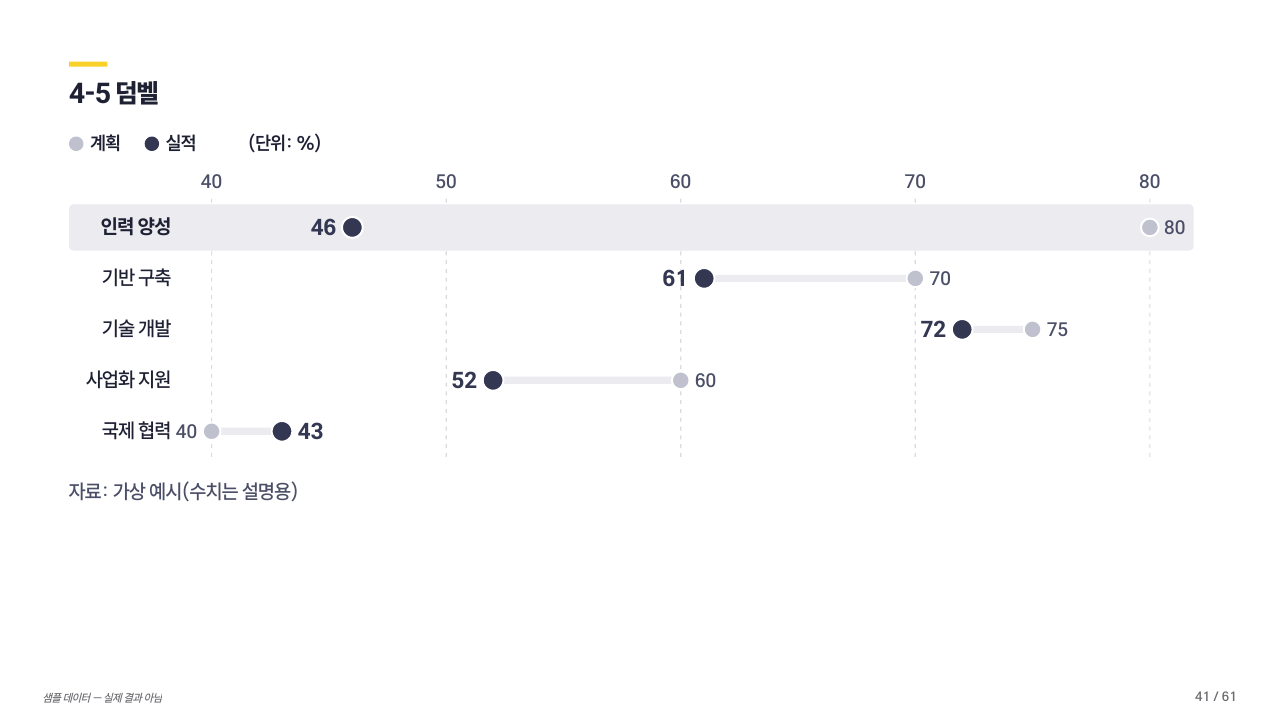 4-5 덤벨
계획 실적 (단위: %)
40 50 60 70 80
인력 양성 46 80
기반 구축 61 70
기술 개발 72 75
사업화 지원 52 60
국제 협력 40 43
자료: 가상 예시(수치는 설명용)
샘플 데이터 – 실제 결과 아님 41 / 61